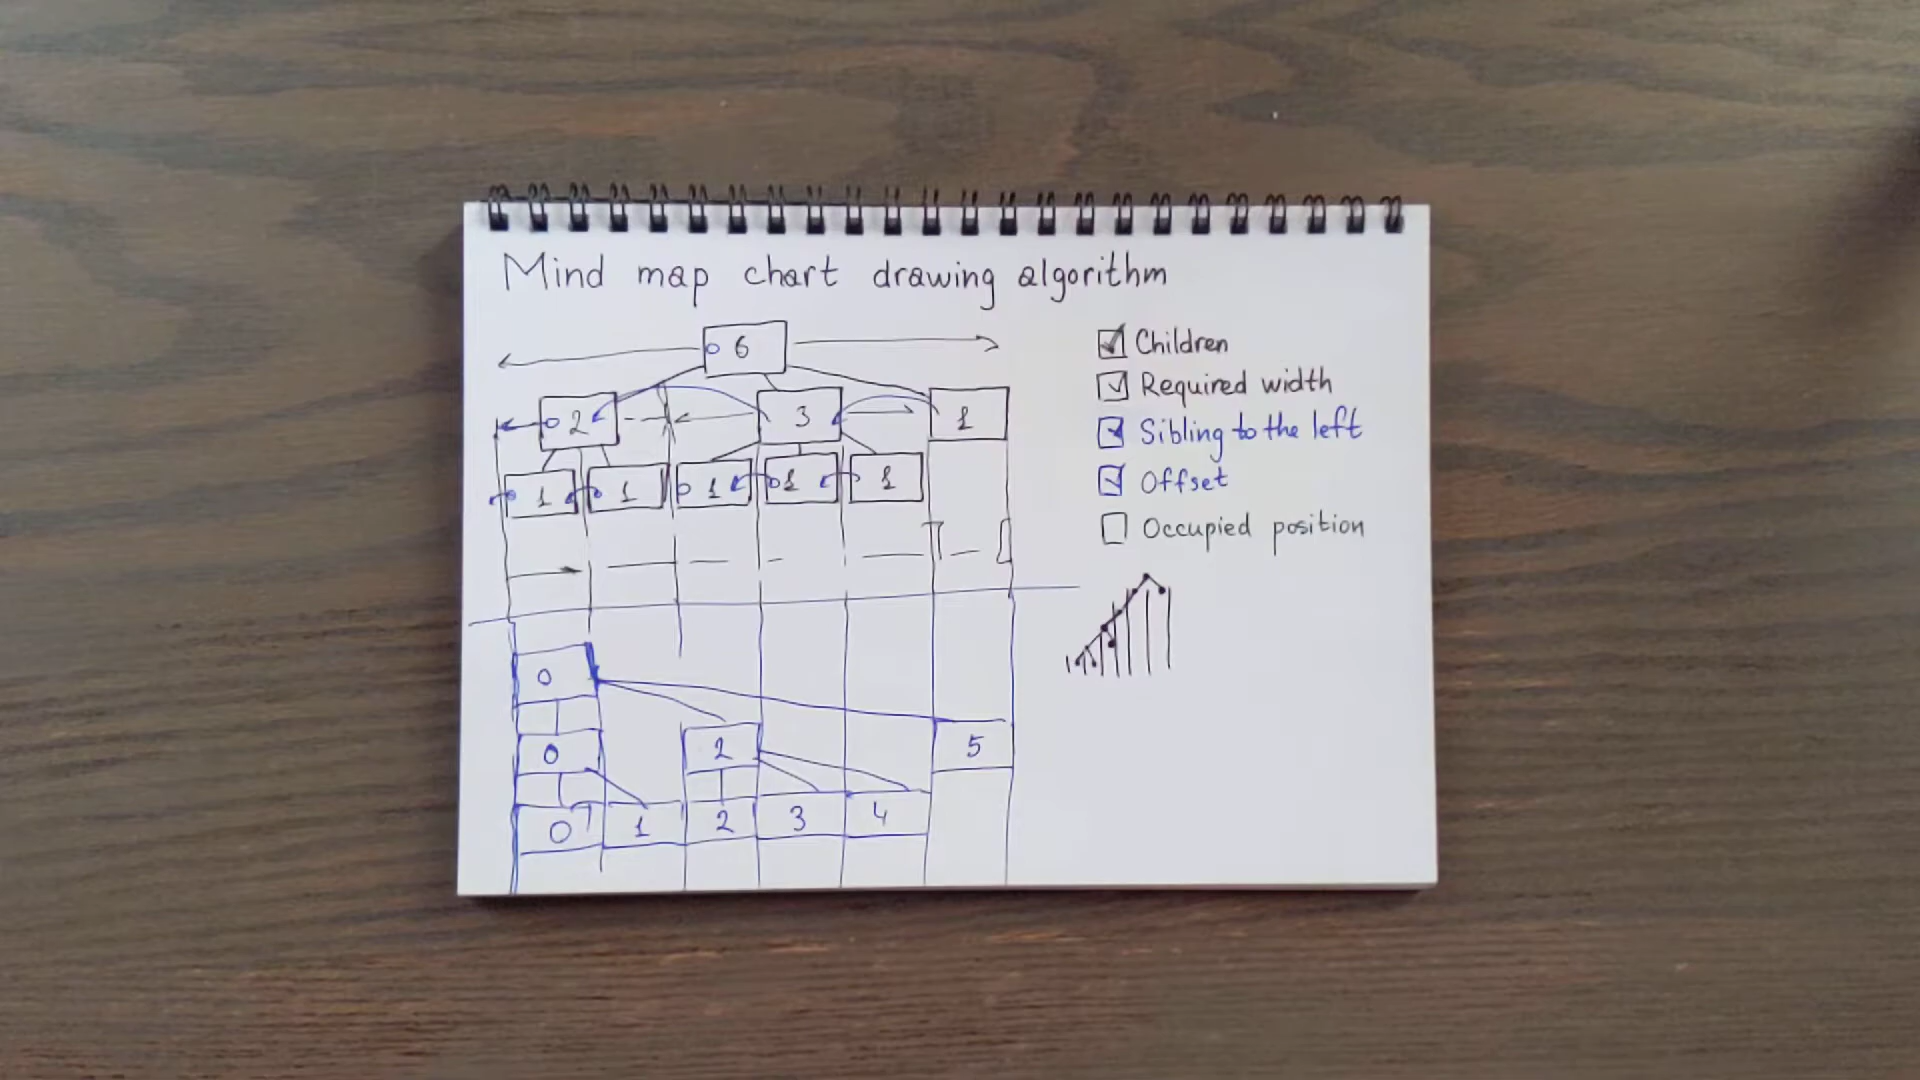 Mind map chart drawing algorithm
6
2 3 1
1 1 1 1 1
Children
Required width
Sibling to the left
Offset
Occupied position
0
0 2 5
0 1 2 3 4